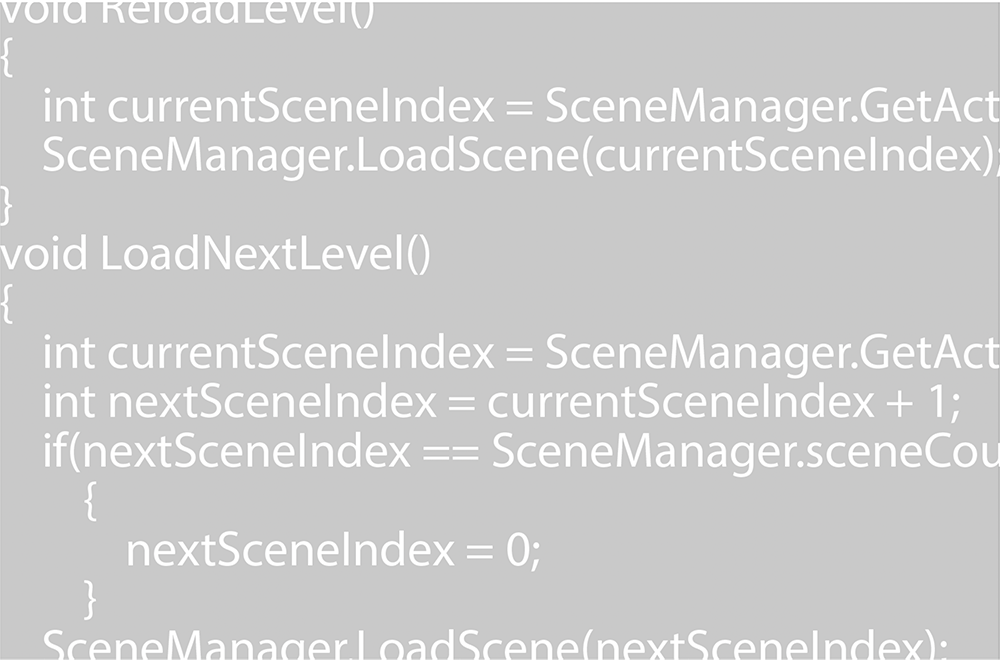 void ReloadLevel()
{
int currentSceneIndex = SceneManager.GetAct
SceneManager.LoadScene(currentSceneIndex);
}
void LoadNextLevel()
{
int currentSceneIndex = SceneManager.GetAct
int nextSceneIndex = currentSceneIndex + 1;
if(nextSceneIndex == SceneManager.sceneCou
{
nextSceneIndex = 0;
}
SceneManager.LoadScene(nextSceneIndex);